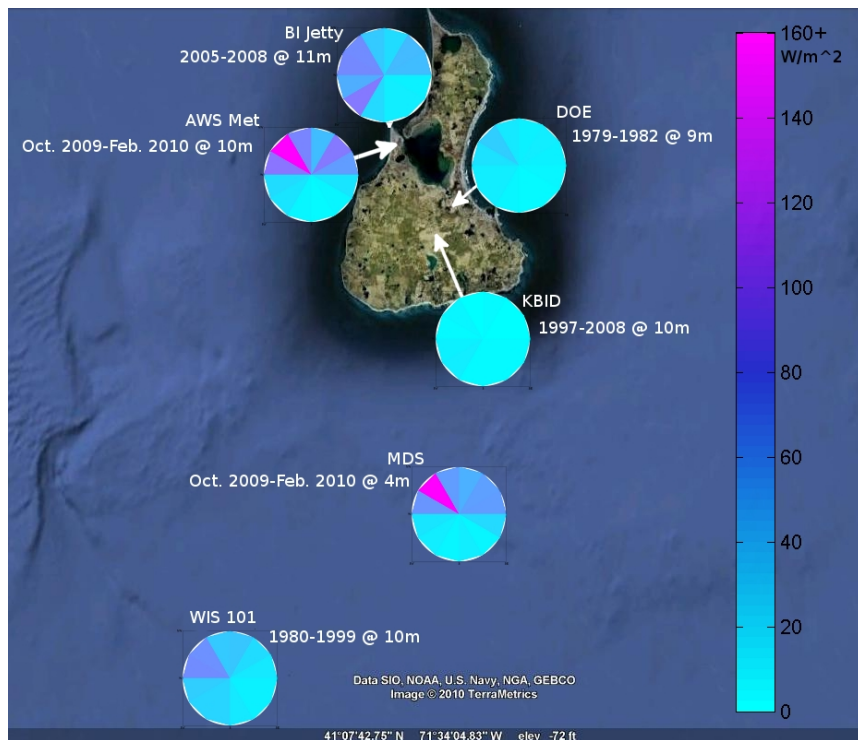 BI Jetty
2005-2008 @ 11m
AWS Met
Oct. 2009-Feb. 2010 @ 10m
DOE
1979-1982 @ 9m
KBID
1997-2008 @ 10m
MDS
Oct. 2009-Feb. 2010 @ 4m
WIS 101
1980-1999 @ 10m
160+
W/m^2
140
120
100
80
60
40
20
0
Data SIO, NOAA, U.S. Navy, NGA, GEBCO
Image © 2010 TerraMetrics
41°07'42.75" N 71°34'04.83" W elev -72 ft